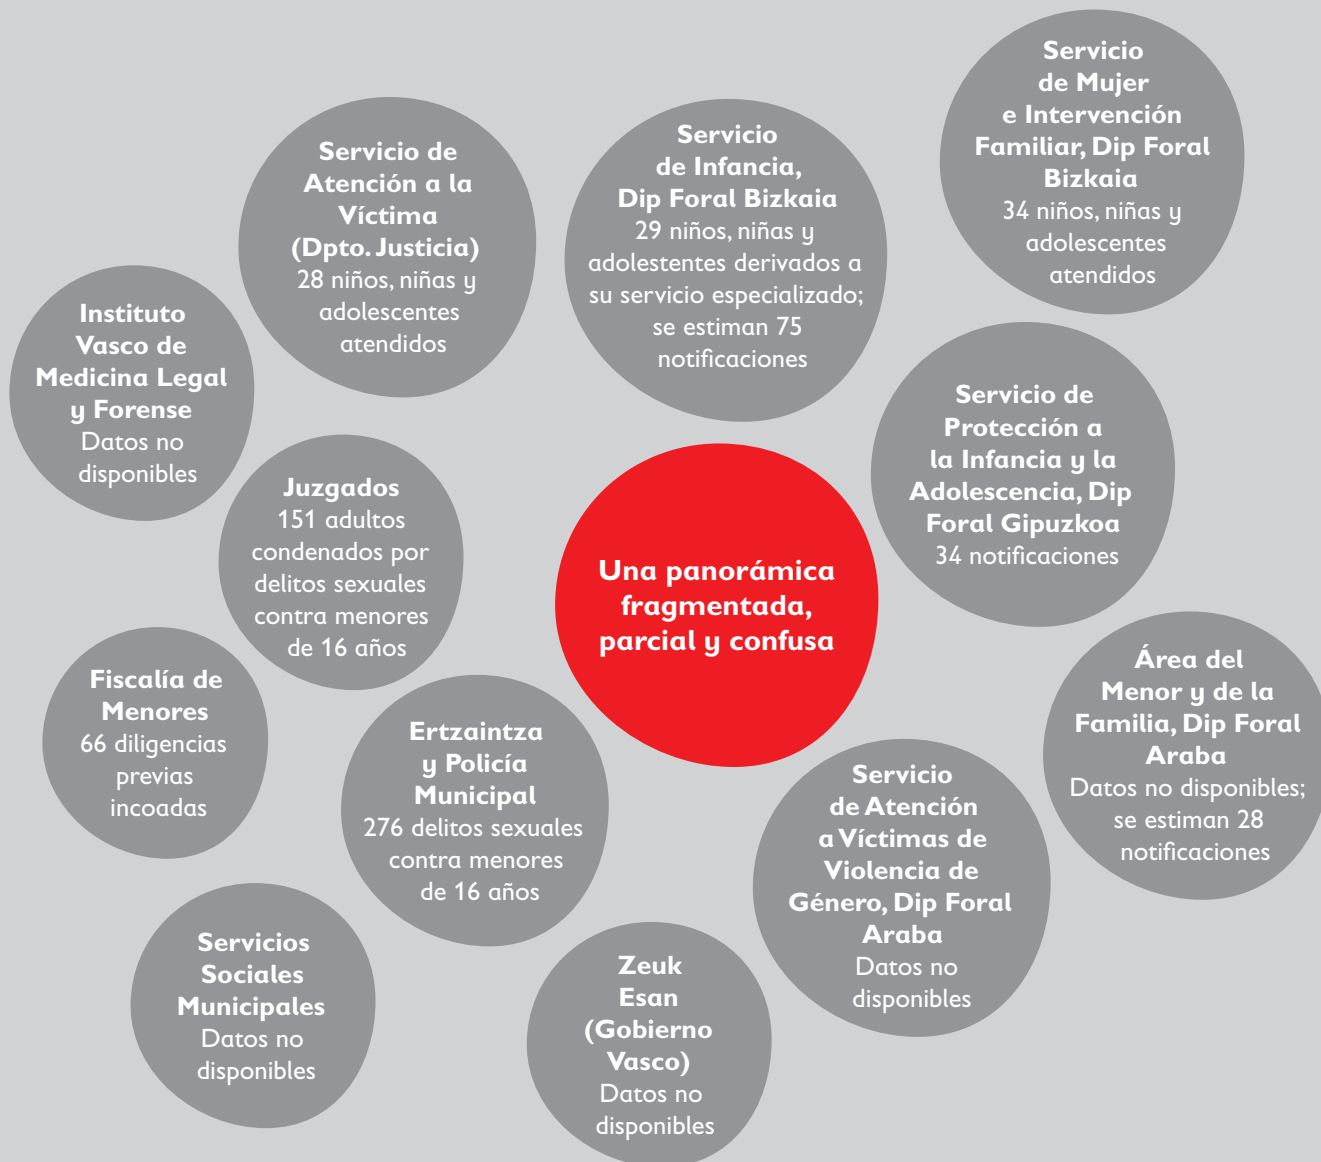 Servicio
de Mujer
e Intervención
Familiar, Dip Foral
Bizkaia
34 niños, niñas y
adolescentes
atendidos
Servicio
de Infancia,
Dip Foral Bizkaia
29 niños, niñas y
adolestentes derivados a
su servicio especializado;
se estiman 75
notificaciones
Servicio de
Atención a la
Víctima
(Dpto. Justicia)
28 niños, niñas y
adolescentes
atendidos
Instituto
Vasco de
Medicina Legal
y Forense
Datos no
disponibles
Servicio de
Protección a
la Infancia y la
Adolescencia, Dip
Foral Gipuzkoa
34 notificaciones
Juzgados
151 adultos
condenados por
delitos sexuales
contra menores
de 16 años
Una panorámica
fragmentada,
parcial y confusa
Área del
Menor y de la
Familia, Dip Foral
Araba
Datos no disponibles;
se estiman 28
notificaciones
Fiscalía de
Menores
66 diligencias
previas
incoadas
Ertzaintza
y Policía
Municipal
276 delitos sexuales
contra menores
de 16 años
Servicio
de Atención
a Víctimas de
Violencia de
Género, Dip Foral
Araba
Datos no
disponibles
Servicios
Sociales
Municipales
Datos no
disponibles
Zeuk
Esan
(Gobierno
Vasco)
Datos no
disponibles